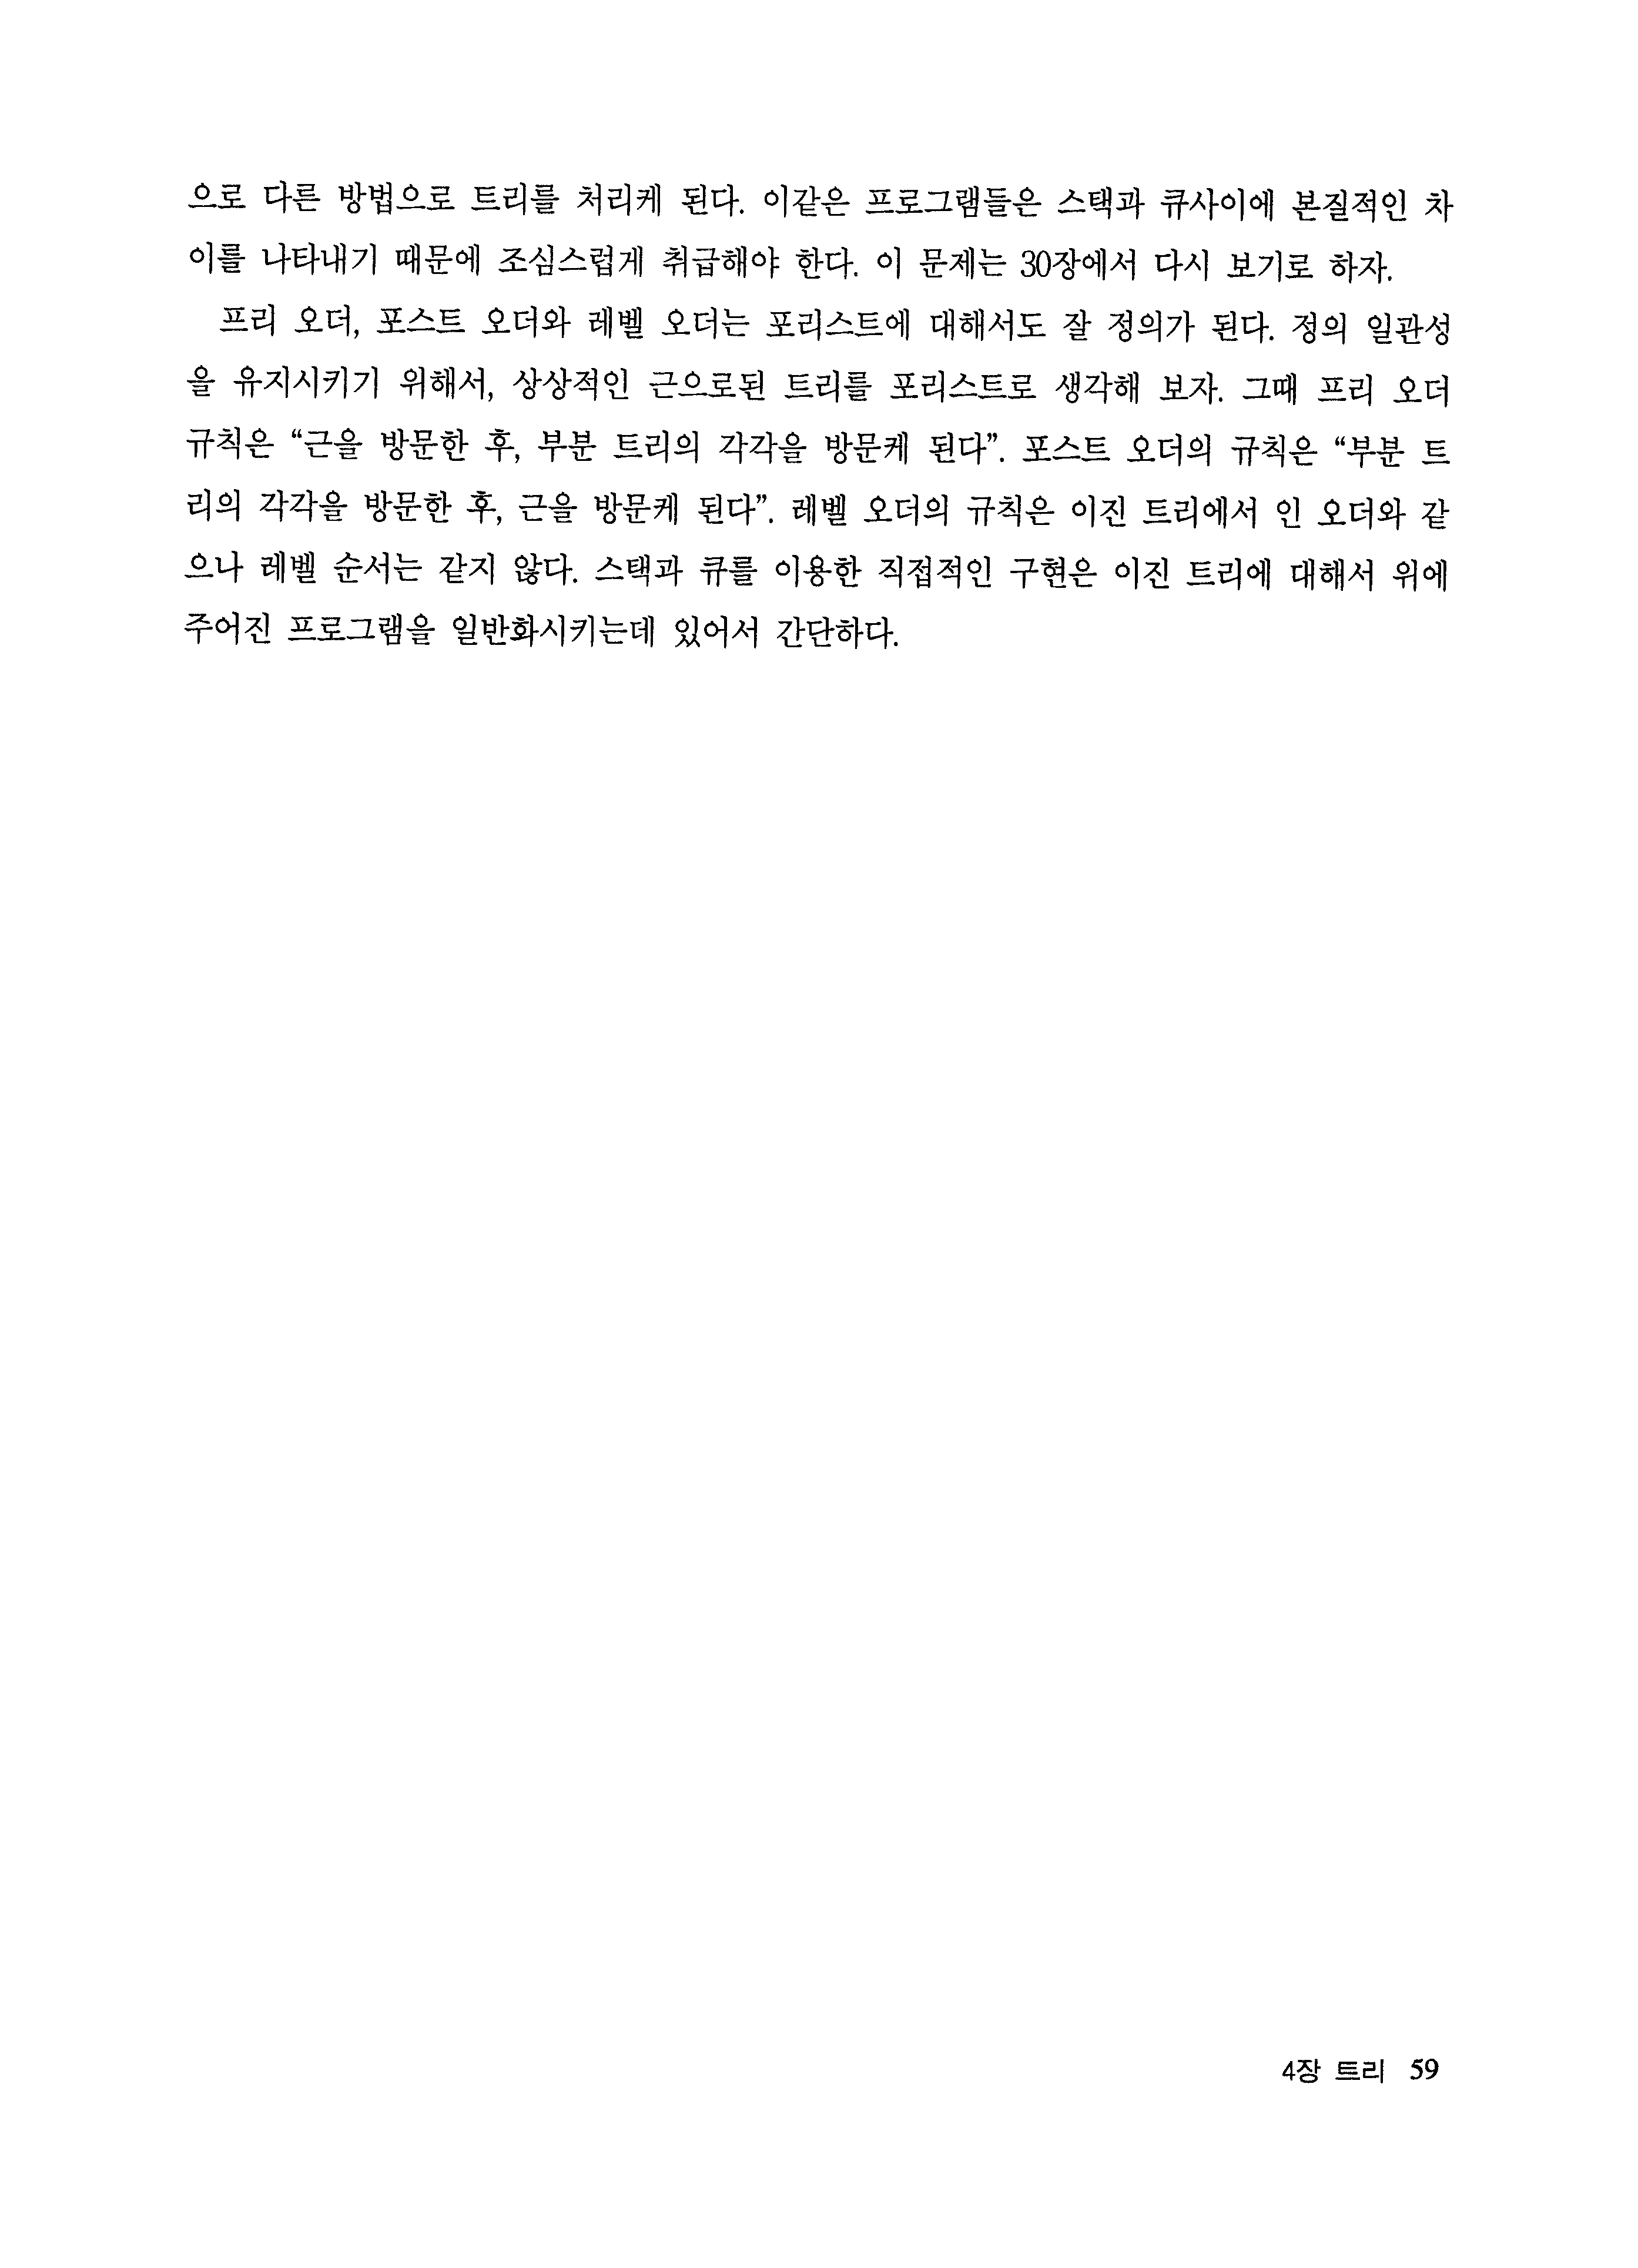 으로 다른 방법으로 트리를 처리케 된다. 이같은 프로그램들은 스택과 큐사이에 본질적인 차
이를 나타내기 때문에 조심스럽게 취급해야 한다. 이 문제는 30장에서 다시 보기로 하자.
프리 오더, 포스트 오더와 레벨 오더는 포리스트에 대해서도 잘 정의가 된다. 정의 일관성
을 유지시키기 위해서, 상상적인 근으로된 트리를 포리스트로 생각해 보자. 그때 프리 오더
규칙은 “근을 방문한 후, 부분 트리의 각각을 방문케 된다”. 포스트 오더의 규칙은 “부분 트
리의 각각을 방문한 후, 근을 방문케 된다”. 레벨 오더의 규칙은 이진 트리에서 인 오더와 같
으나 레벨 순서는 같지 않다. 스택과 큐를 이용한 직접적인 구현은 이진 트리에 대해서 위에
주어진 프로그램을 일반화시키는데 있어서 간단하다.
4장 트리 59